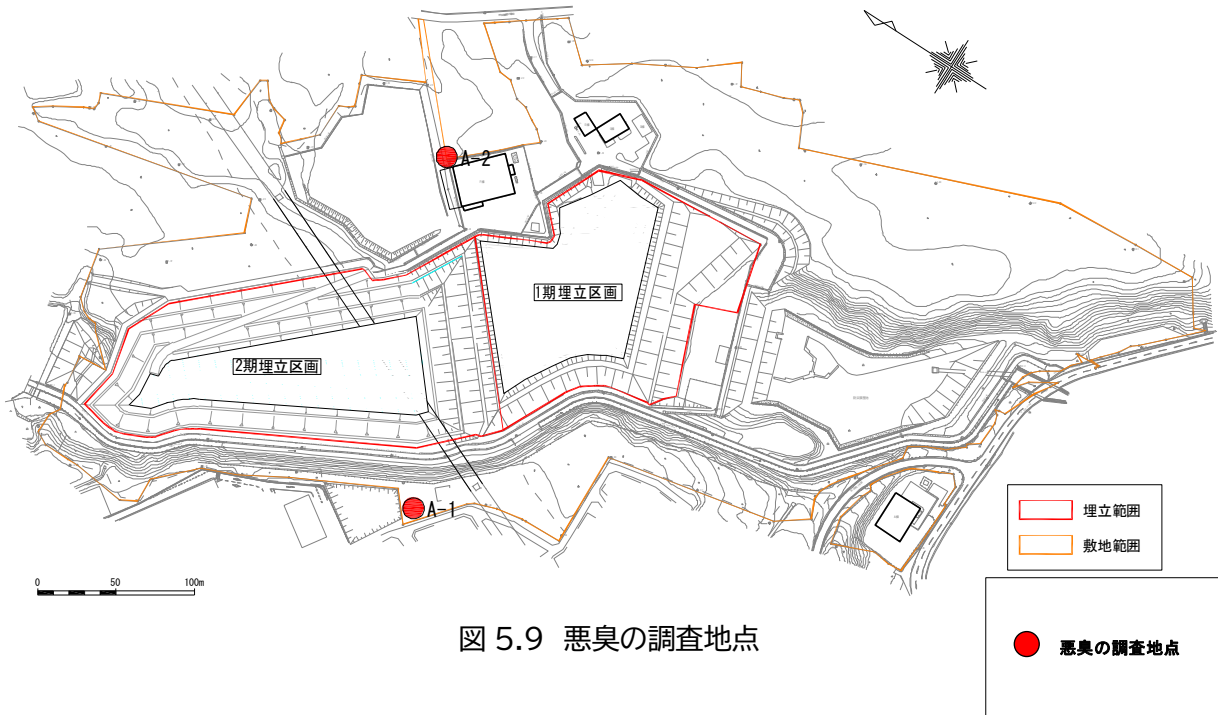 A-2
1期埋立区画
2期埋立区画
A-1
埋立範囲
敷地範囲
0 50 100m
図 5.9 悪臭の調査地点
悪臭の調査地点